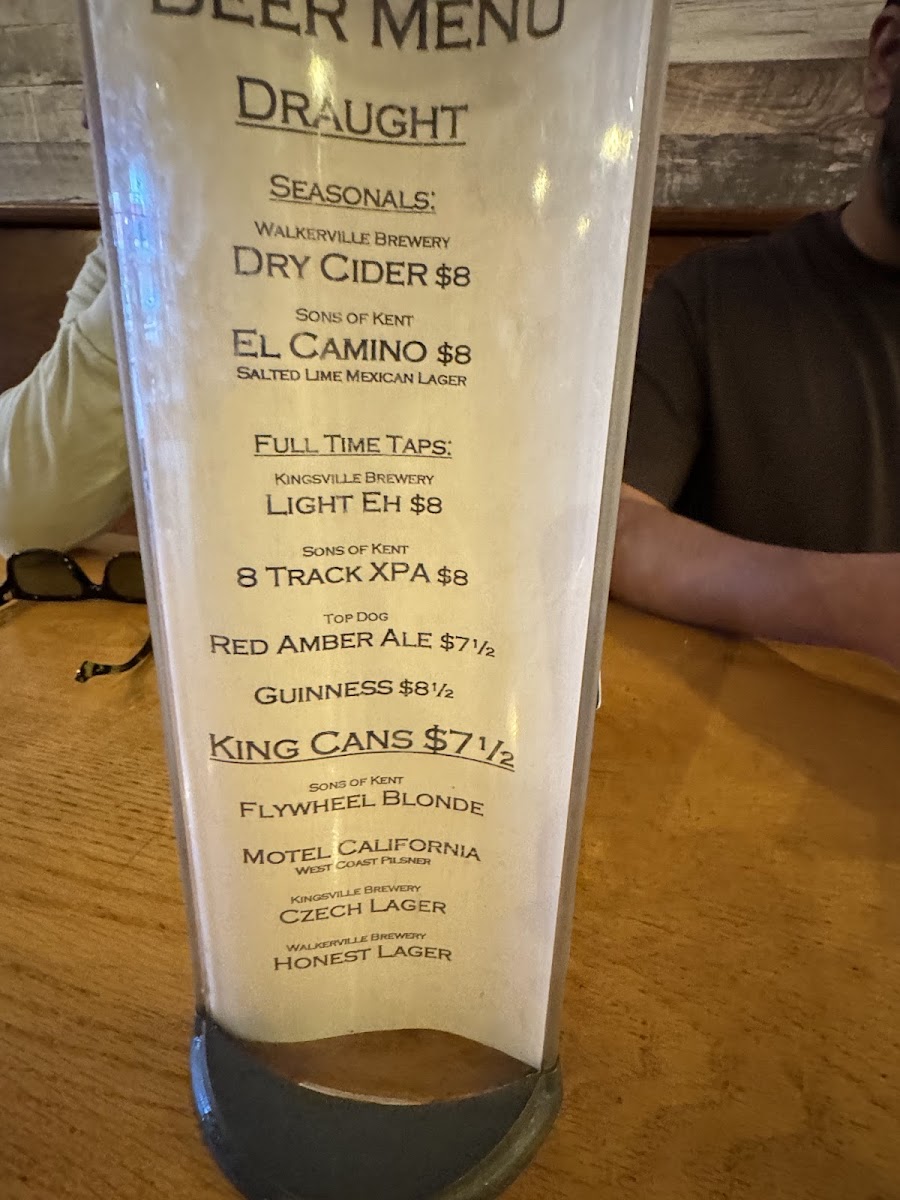 BEER MENU
DRAUGHT
SEASONALS:
WALKERVILLE BREWERY
DRY CIDER $8
SONS OF KENT
EL CAMINO $8
SALTED LIME MEXICAN LAGER
FULL TIME TAPS:
KINGSVILLE BREWERY
LIGHT EH $8
SONS OF KENT
8 TRACK XPA $8
TOP DOG
RED AMBER ALE $7½
GUINNESS $8½
KING CANS $7½
SONS OF KENT
FLYWHEEL BLONDE
MOTEL CALIFORNIA
WEST COAST PILSNER
KINGSVILLE BREWERY
CZECH LAGER
WALKERVILLE BREWERY
HONEST LAGER